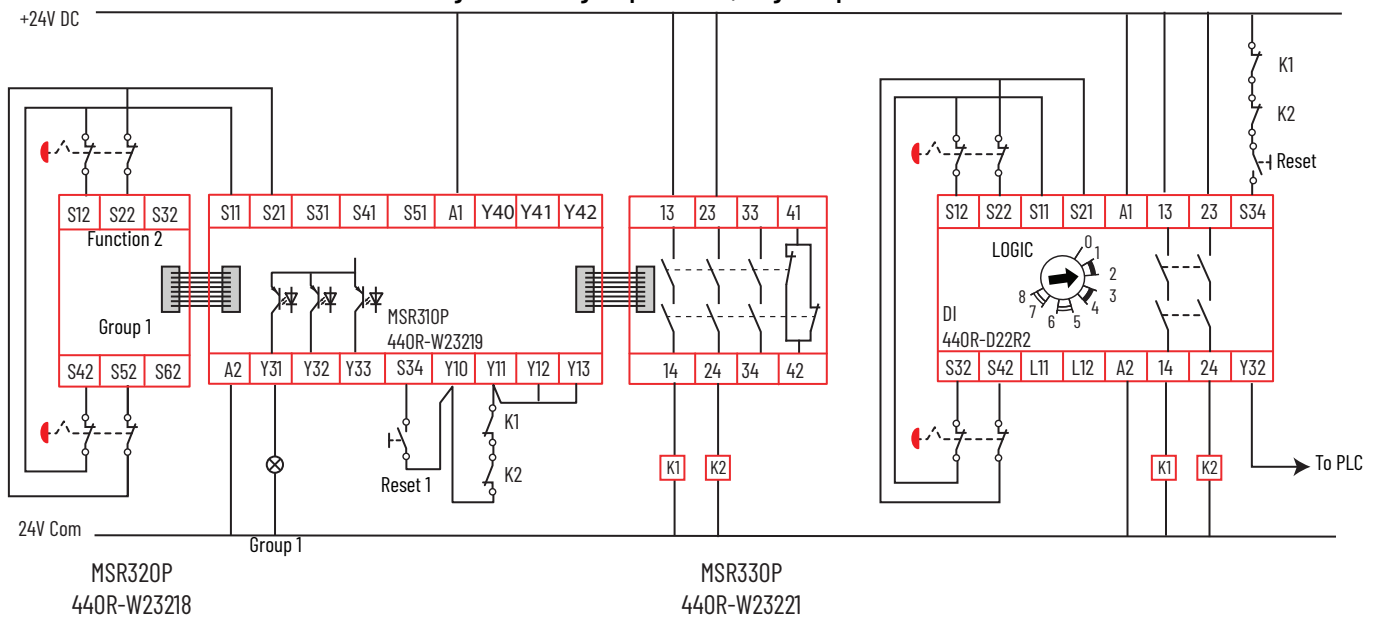 +24V DC
K1
K2
Reset
S12 S22 S32
S11 S21 S31 S41 S51 A1 Y40 Y41 Y42
13 23 33 41
S12 S22 S11 S21 A1 13 23 S34
Function 2
LOGIC
0
1
2
3
4
5
6
7
8
Group 1
MSR310P
440R-W23219
DI
440R-D22R2
S42 S52 S62
A2 Y31 Y32 Y33 S34 Y10 Y11 Y12 Y13
14 24 34 42
S32 S42 L11 L12 A2 14 24 Y32
K1
K2
Reset 1
K1 K2
K1 K2
To PLC
24V Com
Group 1
MSR320P
440R-W23218
MSR330P
440R-W23221